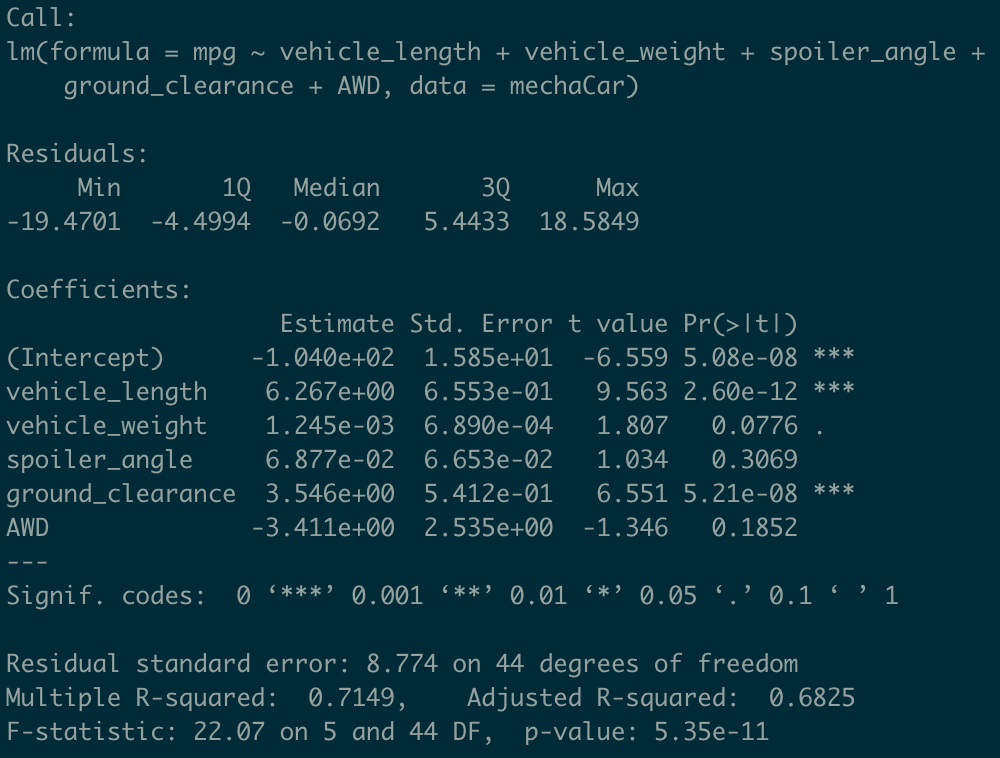 Call:
lm(formula = mpg ~ vehicle_length + vehicle_weight + spoiler_angle +
    ground_clearance + AWD, data = mechaCar)

Residuals:
     Min       1Q   Median       3Q      Max
-19.4701  -4.4994  -0.0692   5.4433  18.5849

Coefficients:
                   Estimate Std. Error t value Pr(>|t|)
(Intercept)      -1.040e+02  1.585e+01  -6.559 5.08e-08 ***
vehicle_length    6.267e+00  6.553e-01   9.563 2.60e-12 ***
vehicle_weight    1.245e-03  6.890e-04   1.807   0.0776 .
spoiler_angle     6.877e-02  6.653e-02   1.034   0.3069
ground_clearance  3.546e+00  5.412e-01   6.551 5.21e-08 ***
AWD              -3.411e+00  2.535e+00  -1.346   0.1852
---
Signif. codes:  0 ‘***’ 0.001 ‘**’ 0.01 ‘*’ 0.05 ‘.’ 0.1 ‘ ’ 1

Residual standard error: 8.774 on 44 degrees of freedom
Multiple R-squared:  0.7149,    Adjusted R-squared:  0.6825
F-statistic: 22.07 on 5 and 44 DF,  p-value: 5.35e-11